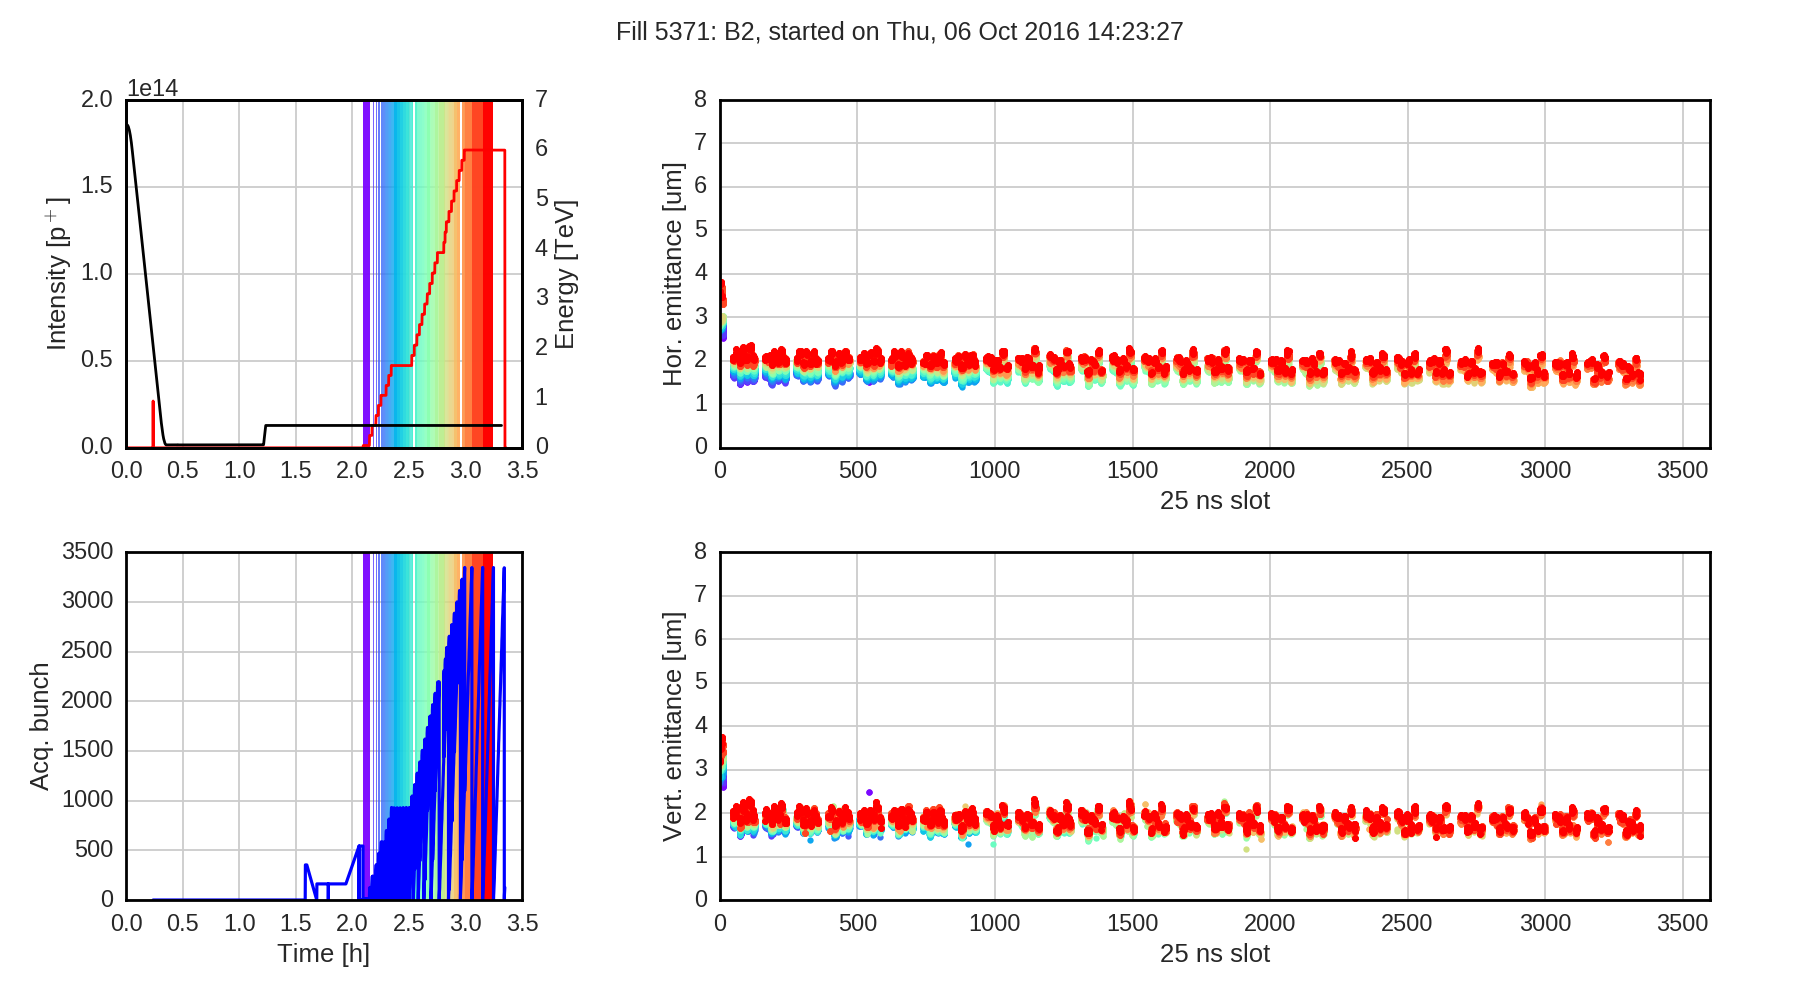 Fill 5371: B2, started on Thu, 06 Oct 2016 14:23:27
1e14
2.0
1.5
1.0
0.5
0.0
Intensity [p+]
7
6
5
4
3
2
1
0
Energy [TeV]
0.0 0.5 1.0 1.5 2.0 2.5 3.0 3.5
8
7
6
5
4
3
2
1
0
Hor. emittance [um]
0 500 1000 1500 2000 2500 3000 3500
25 ns slot
3500
3000
2500
2000
1500
1000
500
0
Acq. bunch
0.0 0.5 1.0 1.5 2.0 2.5 3.0 3.5
Time [h]
8
7
6
5
4
3
2
1
0
Vert. emittance [um]
0 500 1000 1500 2000 2500 3000 3500
25 ns slot